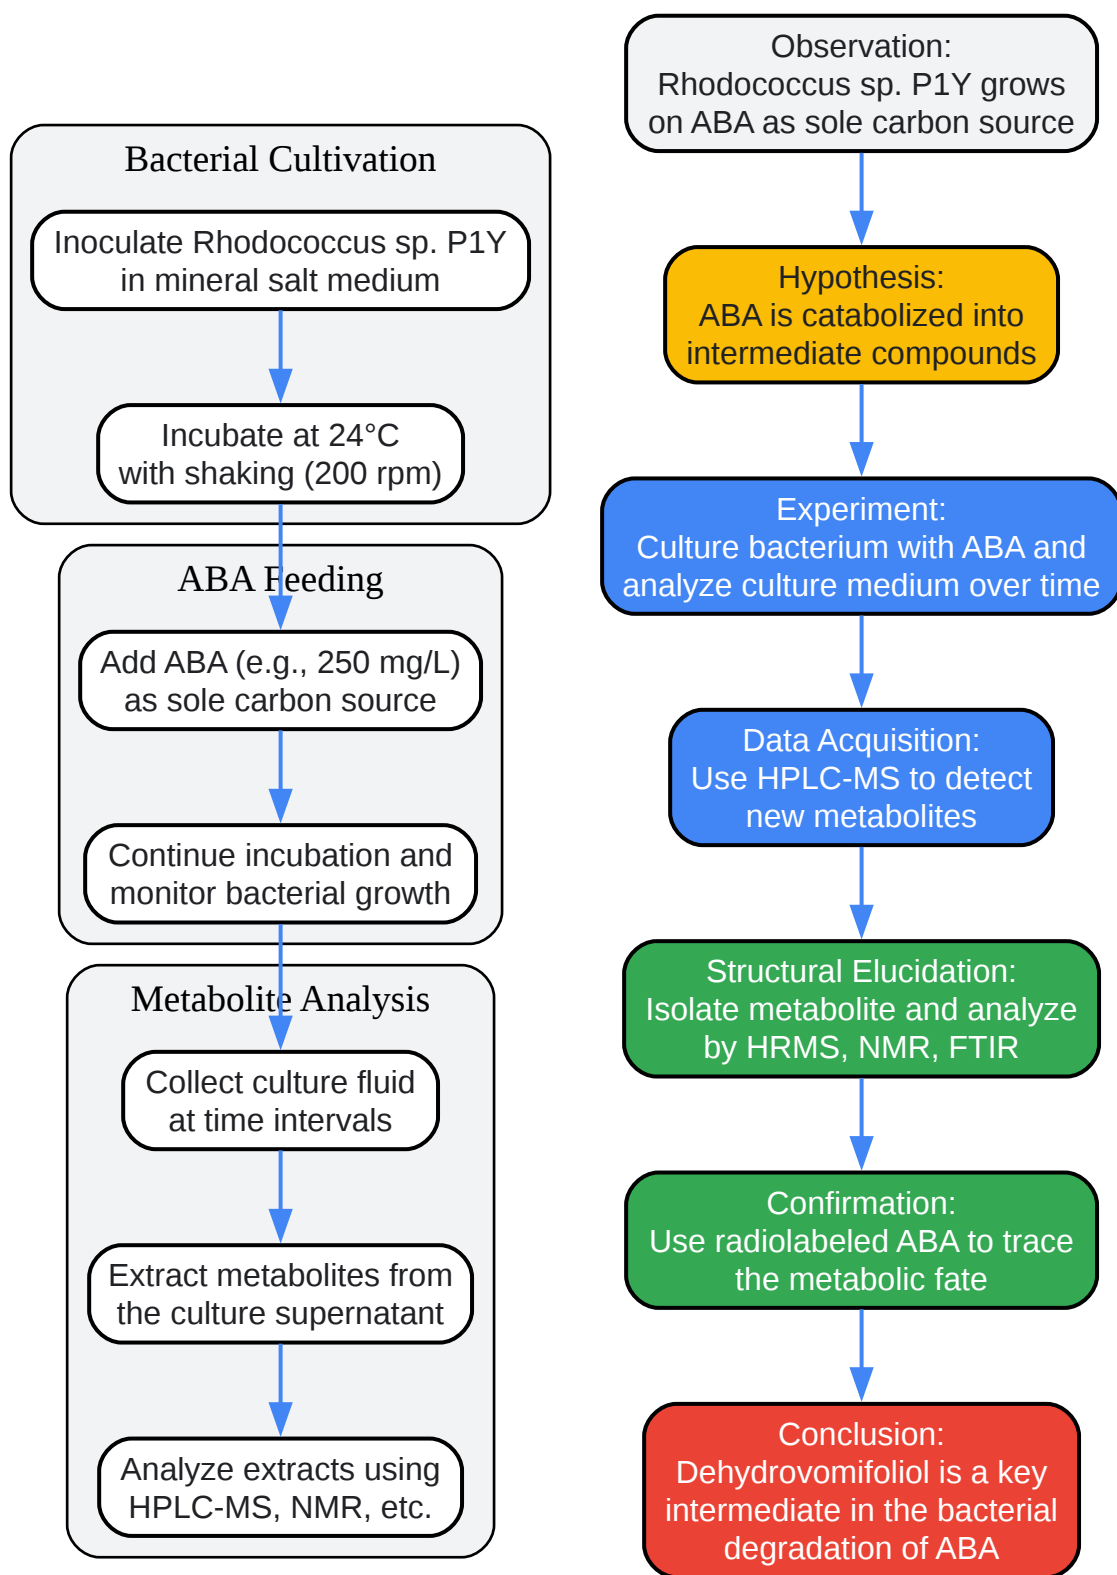 Bacterial Cultivation
Inoculate Rhodococcus sp. P1Y
in mineral salt medium
Incubate at 24°C
with shaking (200 rpm)
ABA Feeding
Add ABA (e.g., 250 mg/L)
as sole carbon source
Continue incubation and
monitor bacterial growth
Metabolite Analysis
Collect culture fluid
at time intervals
Extract metabolites from
the culture supernatant
Analyze extracts using
HPLC-MS, NMR, etc.
Observation:
Rhodococcus sp. P1Y grows
on ABA as sole carbon source
Hypothesis:
ABA is catabolized into
intermediate compounds
Experiment:
Culture bacterium with ABA and
analyze culture medium over time
Data Acquisition:
Use HPLC-MS to detect
new metabolites
Structural Elucidation:
Isolate metabolite and analyze
by HRMS, NMR, FTIR
Confirmation:
Use radiolabeled ABA to trace
the metabolic fate
Conclusion:
Dehydrovomifoliol is a key
intermediate in the bacterial
degradation of ABA